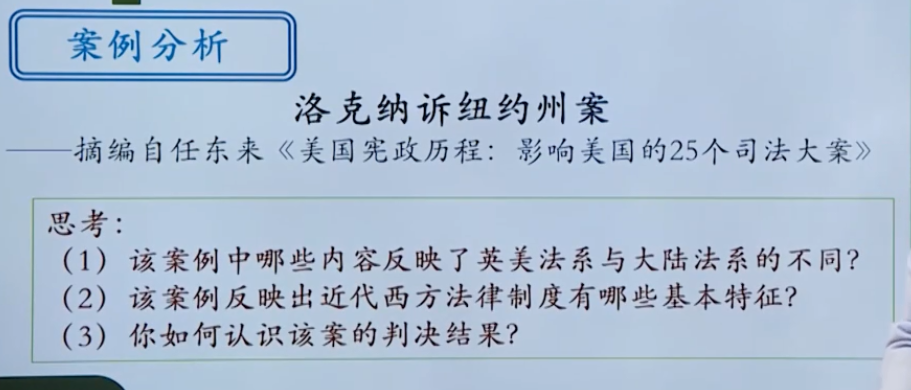 案例分析
洛克纳诉纽约州案
——摘编自任东来《美国宪政历程：影响美国的25个司法大案》
思考：
（1）该案例中哪些内容反映了英美法系与大陆法系的不同？
（2）该案例反映出近代西方法律制度有哪些基本特征？
（3）你如何认识该案的判决结果？